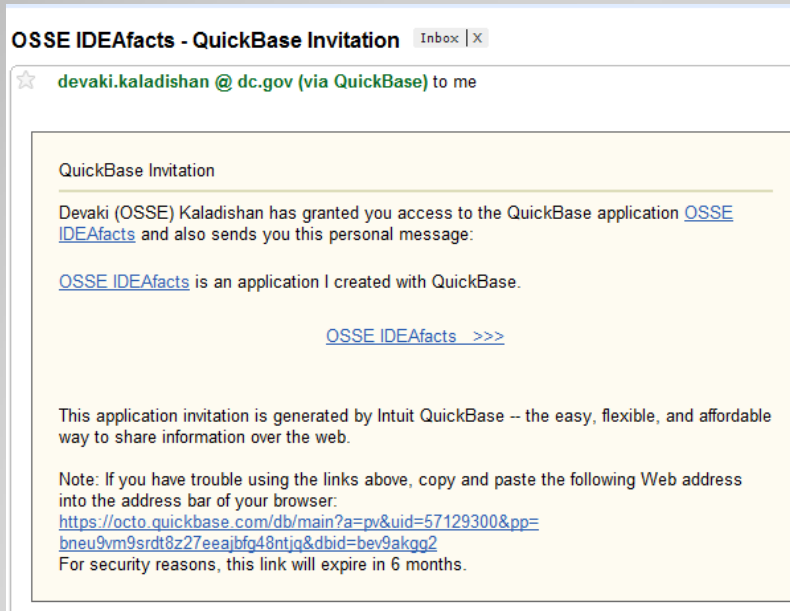 OSSE IDEAfacts - QuickBase Invitation Inbox X
devaki.kaladishan @ dc.gov (via QuickBase) to me
QuickBase Invitation
Devaki (OSSE) Kaladishan has granted you access to the QuickBase application OSSE
IDEAfacts and also sends you this personal message:
OSSE IDEAfacts is an application I created with QuickBase.
OSSE IDEAfacts >>>
This application invitation is generated by Intuit QuickBase -- the easy, flexible, and affordable
way to share information over the web.
Note: If you have trouble using the links above, copy and paste the following Web address
into the address bar of your browser:
https://octo.quickbase.com/db/main?a=pv&uid=57129300&pp=
bneu9vm9srdt8z27eeajbfg48ntjq&dbid=bev9akgg2
For security reasons, this link will expire in 6 months.